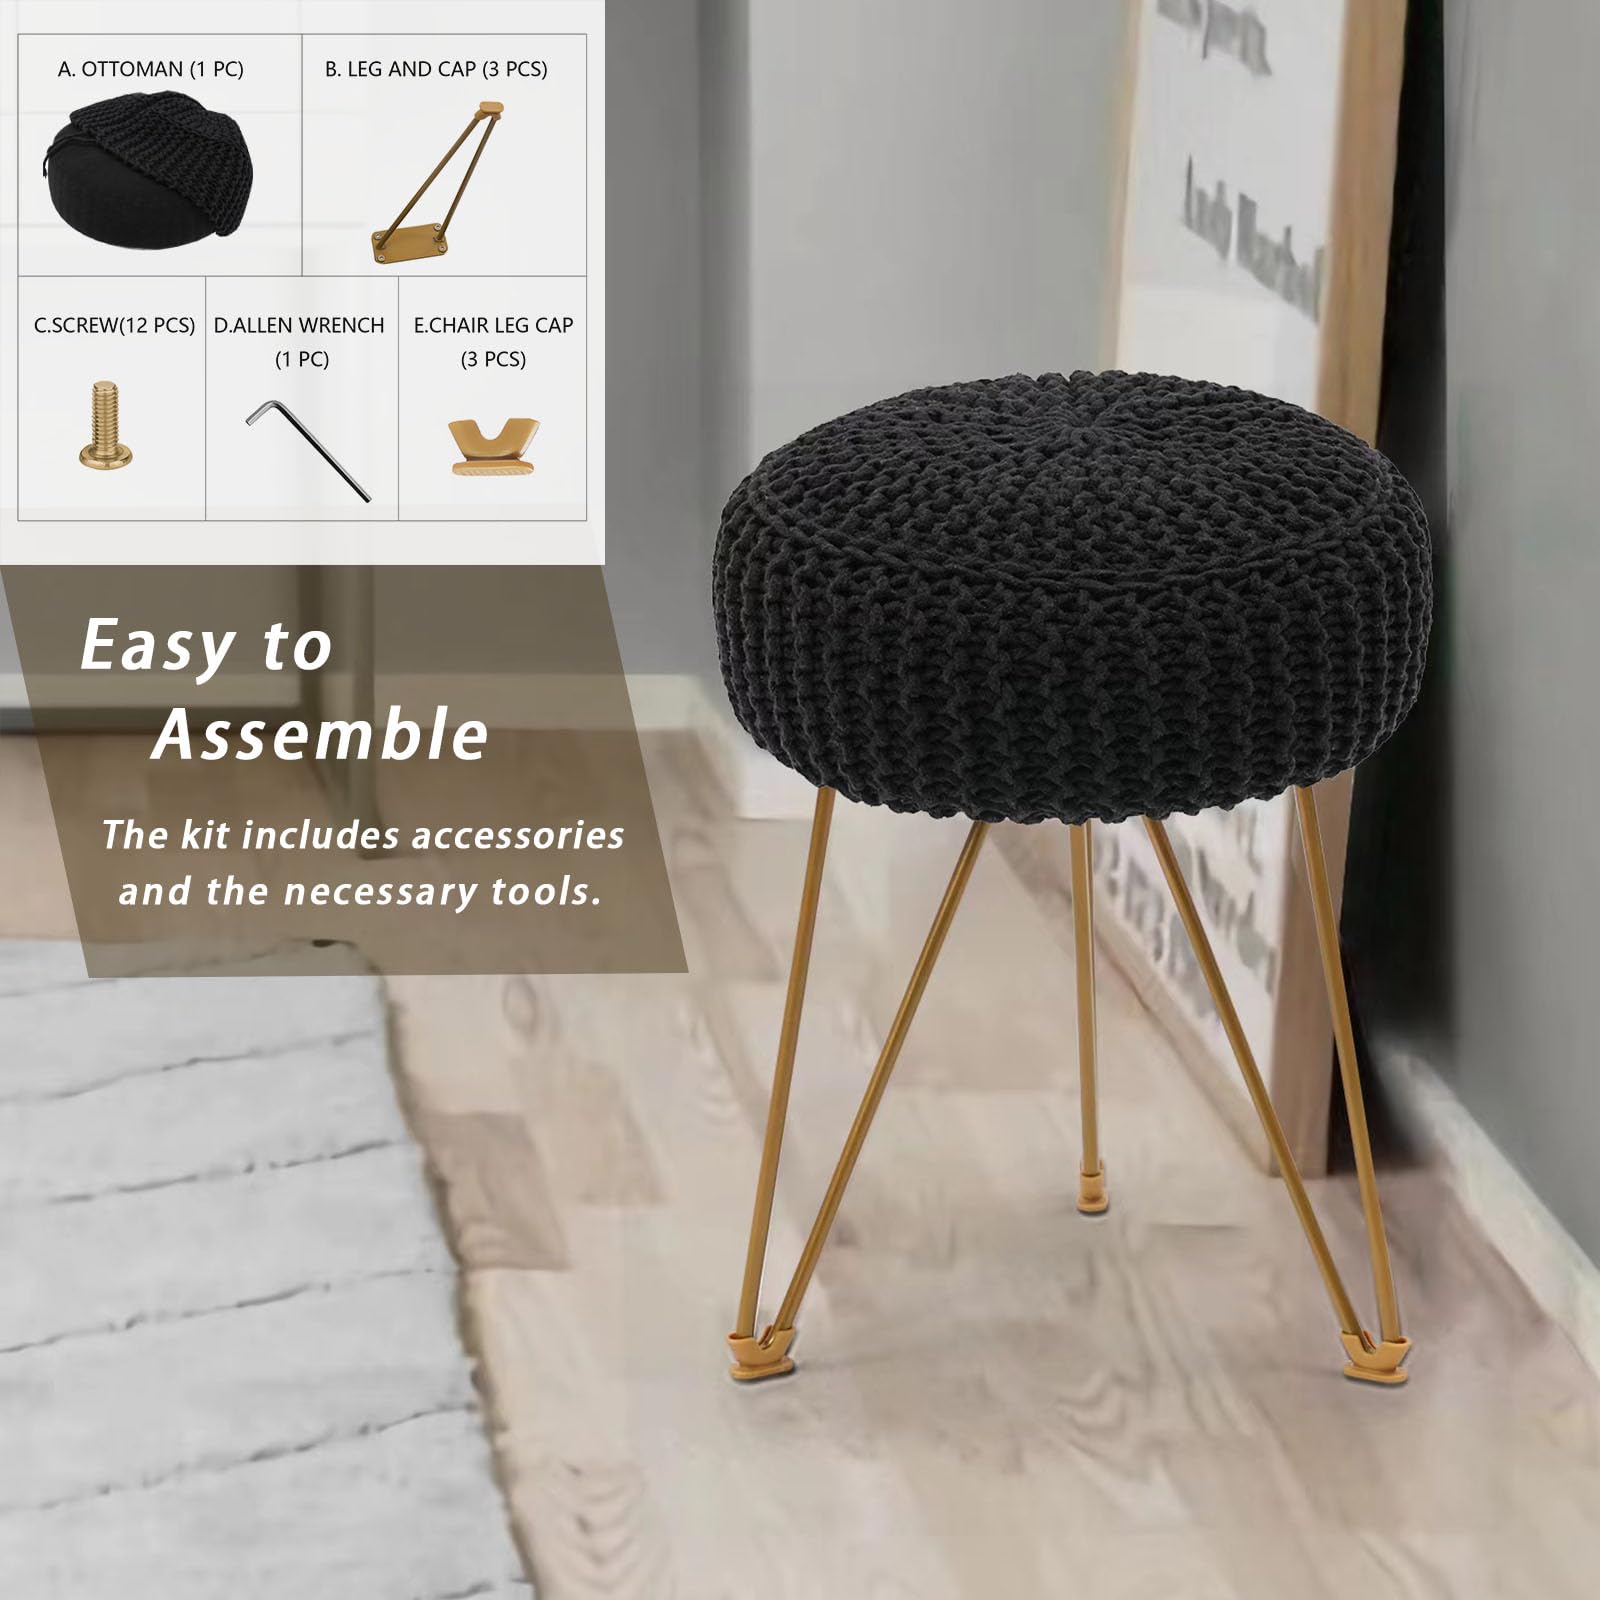 A. OTTOMAN (1 PC)
B. LEG AND CAP (3 PCS)
C.SCREW(12 PCS)
D.ALLEN WRENCH
(1 PC)
E.CHAIR LEG CAP
(3 PCS)
Easy to
Assemble
The kit includes accessories
and the necessary tools.